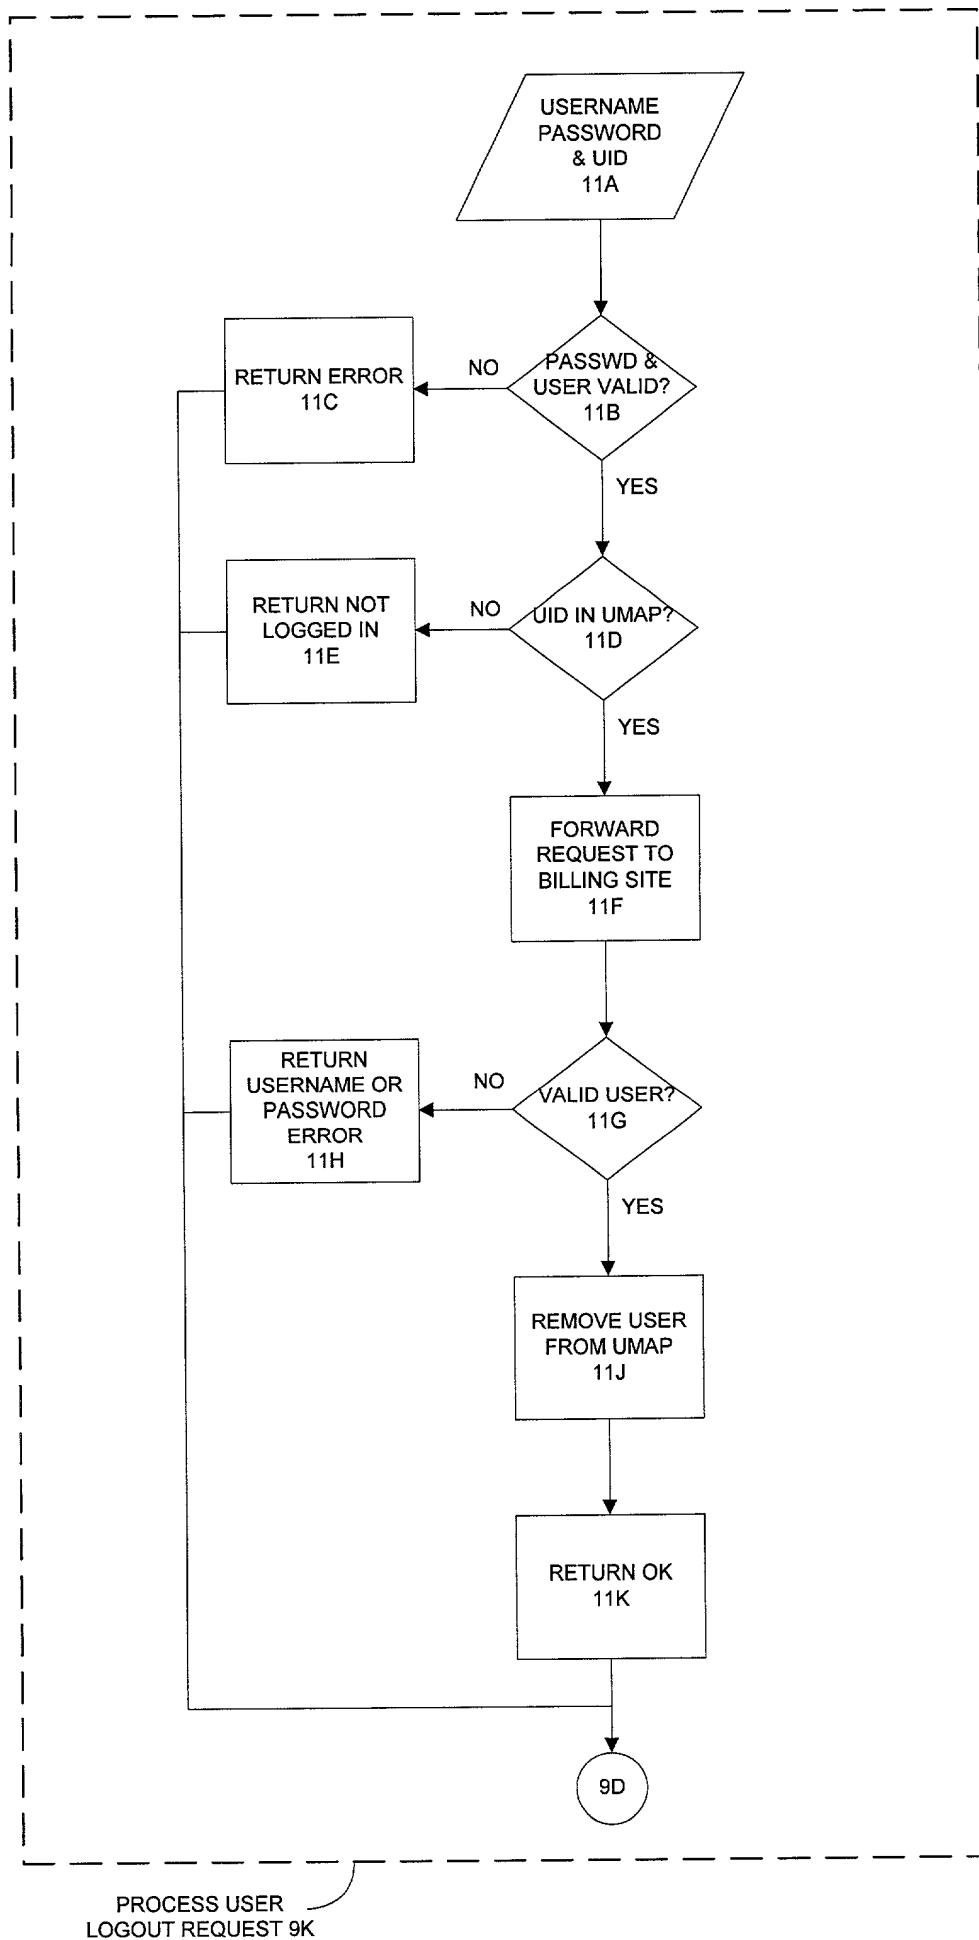 USERNAME
PASSWORD
& UID
11A
PASSWD &
USER VALID?
11B
NO
RETURN ERROR
11C
YES
UID IN UMAP?
11D
NO
RETURN NOT
LOGGED IN
11E
YES
FORWARD
REQUEST TO
BILLING SITE
11F
VALID USER?
11G
NO
RETURN
USERNAME OR
PASSWORD
ERROR
11H
YES
REMOVE USER
FROM UMAP
11J
RETURN OK
11K
9D
PROCESS USER
LOGOUT REQUEST 9K